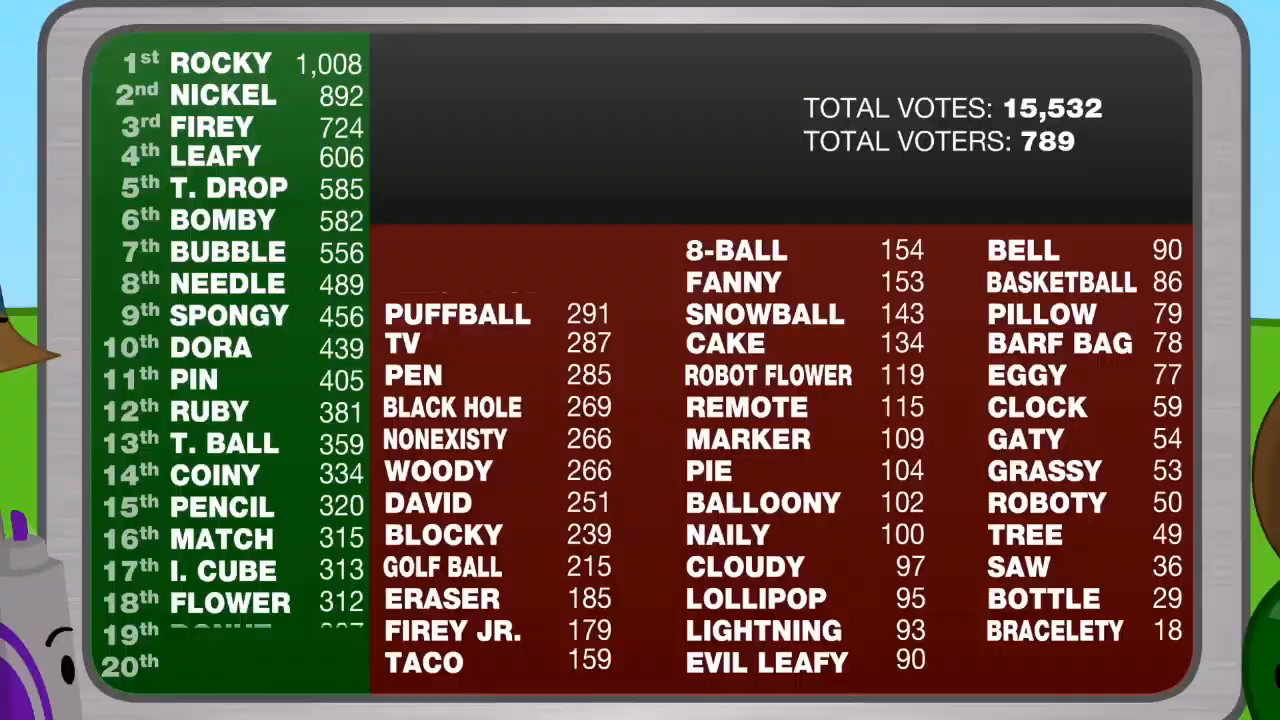 TOTAL VOTES: 15,532
TOTAL VOTERS: 789
1st ROCKY 1,008
2nd NICKEL 892
3rd FIREY 724
4th LEAFY 606
5th T. DROP 585
6th BOMBY 582
7th BUBBLE 556
8th NEEDLE 489
9th SPONGY 456
10th DORA 439
11th PIN 405
12th RUBY 381
13th T. BALL 359
14th COINY 334
15th PENCIL 320
16th MATCH 315
17th I. CUBE 313
18th FLOWER 312
19th
20th
PUFFBALL 291
TV 287
PEN 285
BLACK HOLE 269
NONEXISTY 266
WOODY 266
DAVID 251
BLOCKY 239
GOLF BALL 215
ERASER 185
FIREY JR. 179
TACO 159
8-BALL 154
FANNY 153
SNOWBALL 143
CAKE 134
ROBOT FLOWER 119
REMOTE 115
MARKER 109
PIE 104
BALLOONY 102
NAILY 100
CLOUDY 97
LOLLIPOP 95
LIGHTNING 93
EVIL LEAFY 90
BELL 90
BASKETBALL 86
PILLOW 79
BARF BAG 78
EGGY 77
CLOCK 59
GATY 54
GRASSY 53
ROBOTY 50
TREE 49
SAW 36
BOTTLE 29
BRACELETY 18